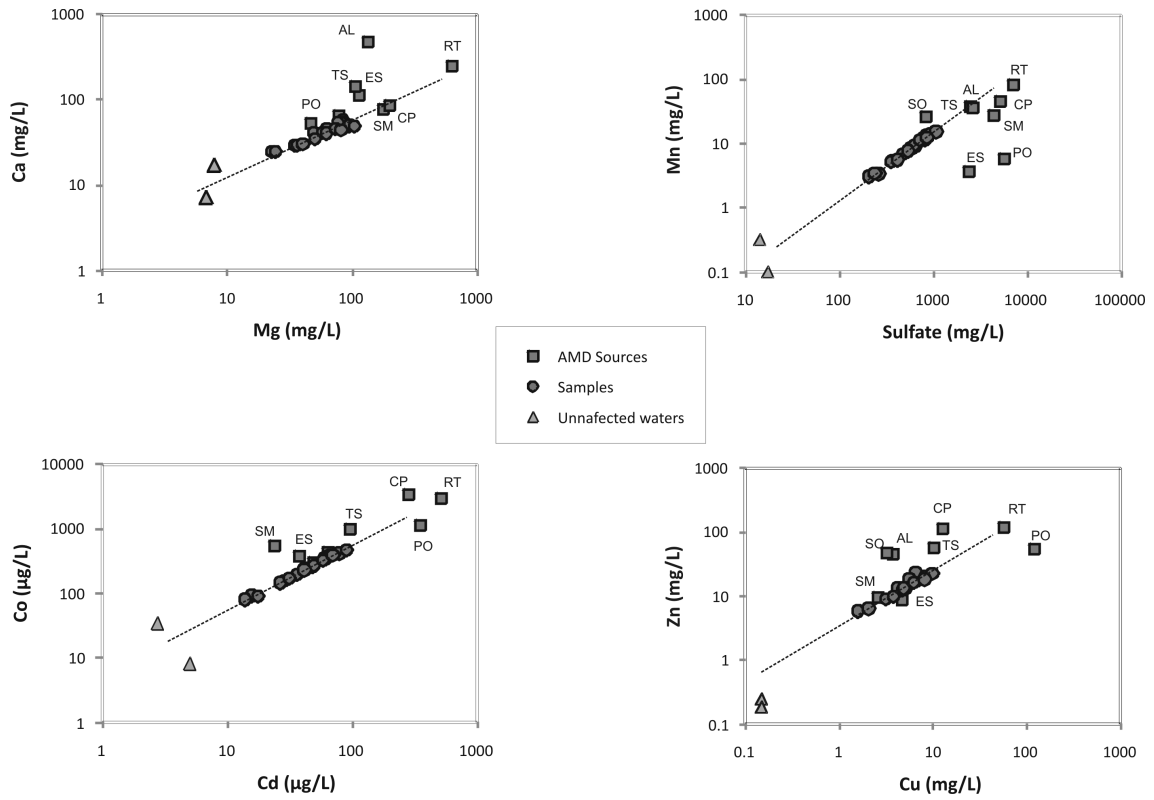 1000
100
10
1
Ca (mg/L)
AL
RT
TS
ES
PO
SM
CP
1
10
100
1000
Mg (mg/L)
1000
100
10
1
0.1
Mn (mg/L)
RT
AL
TS
SO
CP
SM
ES
PO
10
100
1000
10000
100000
Sulfate (mg/L)
AMD Sources
Samples
Unnafected waters
10000
1000
100
10
1
Co (µg/L)
CP
RT
TS
SM
ES
PO
1
10
100
1000
Cd (µg/L)
1000
100
10
1
0.1
Zn (mg/L)
CP
RT
SO
AL
TS
PO
SM
ES
0.1
1
10
100
1000
Cu (mg/L)